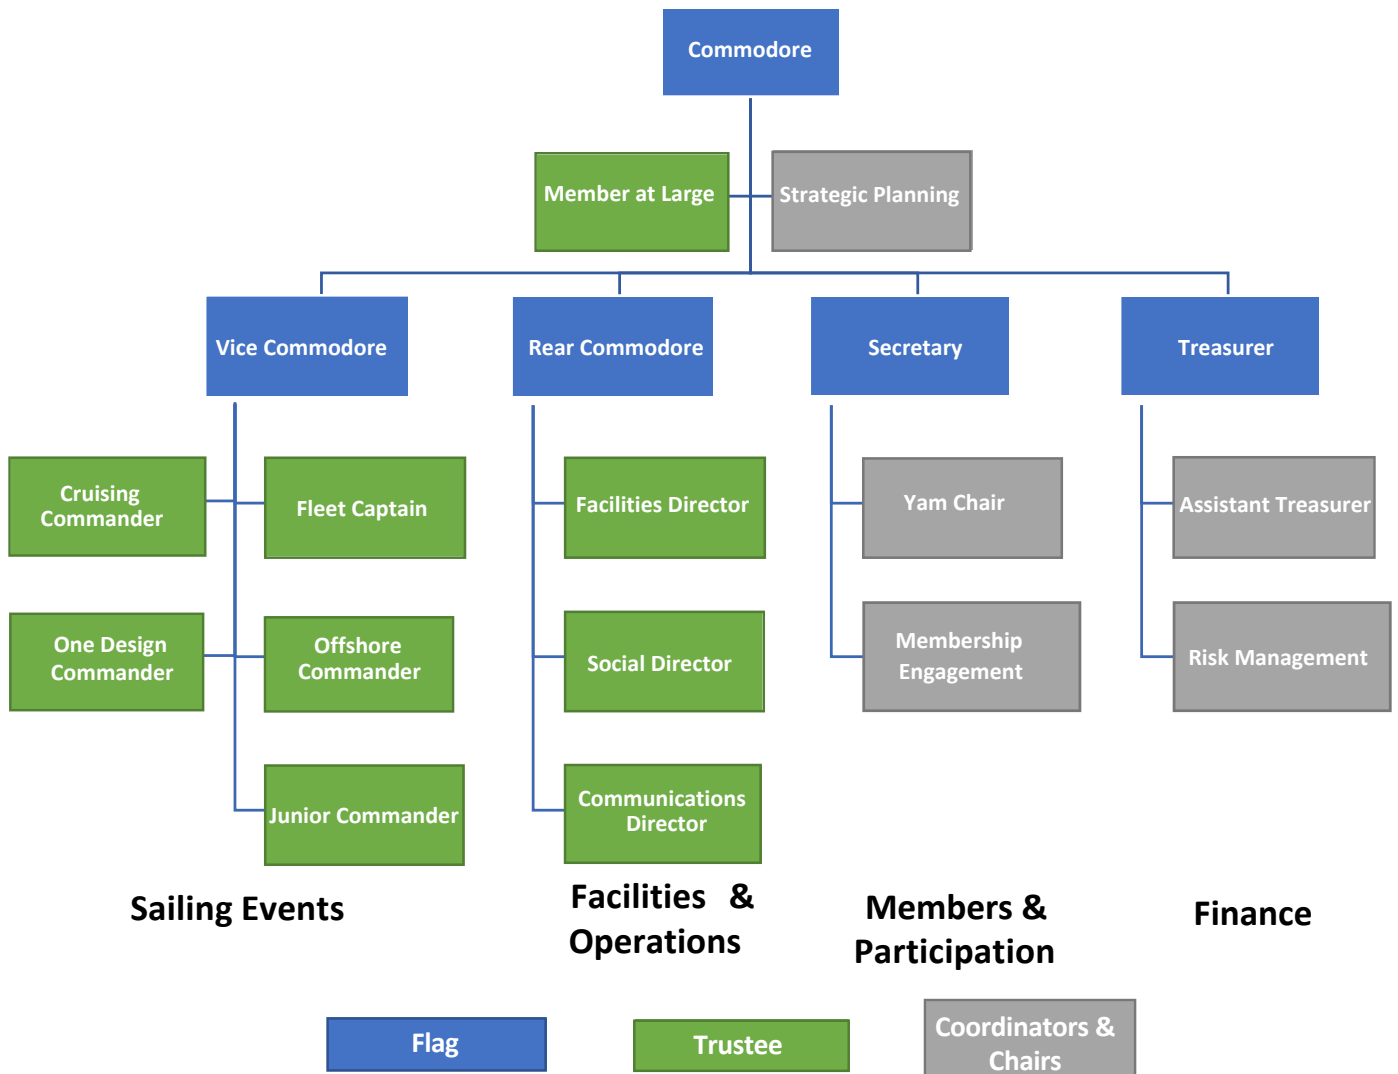 Commodore
Member at Large
Strategic Planning
Vice Commodore
Rear Commodore
Secretary
Treasurer
Cruising
Commander
Fleet Captain
Facilities Director
Yam Chair
Assistant Treasurer
One Design
Commander
Offshore
Commander
Social Director
Membership
Engagement
Risk Management
Junior Commander
Communications
Director
Sailing Events
Facilities &
Operations
Members &
Participation
Finance
Flag
Trustee
Coordinators &
Chairs